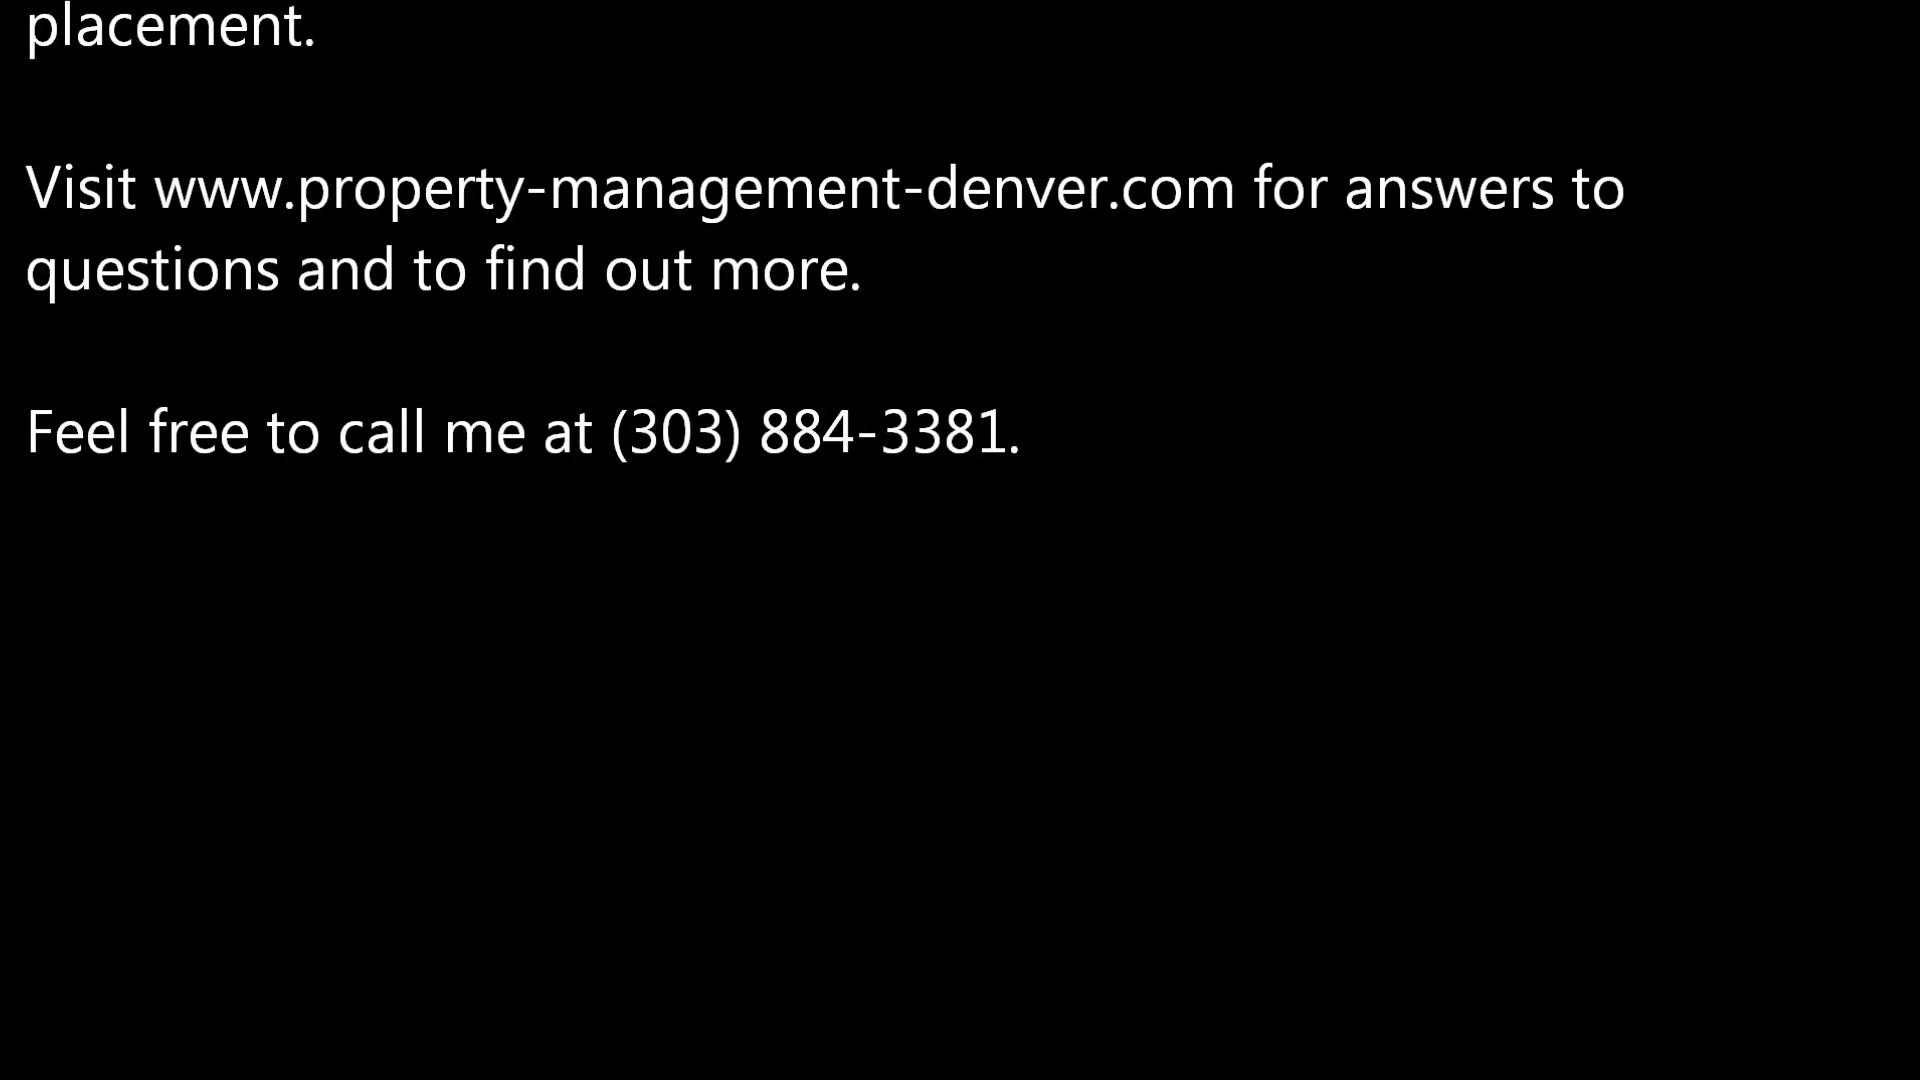 placement.
Visit www.property-management-denver.com for answers to
questions and to find out more.
Feel free to call me at (303) 884-3381.